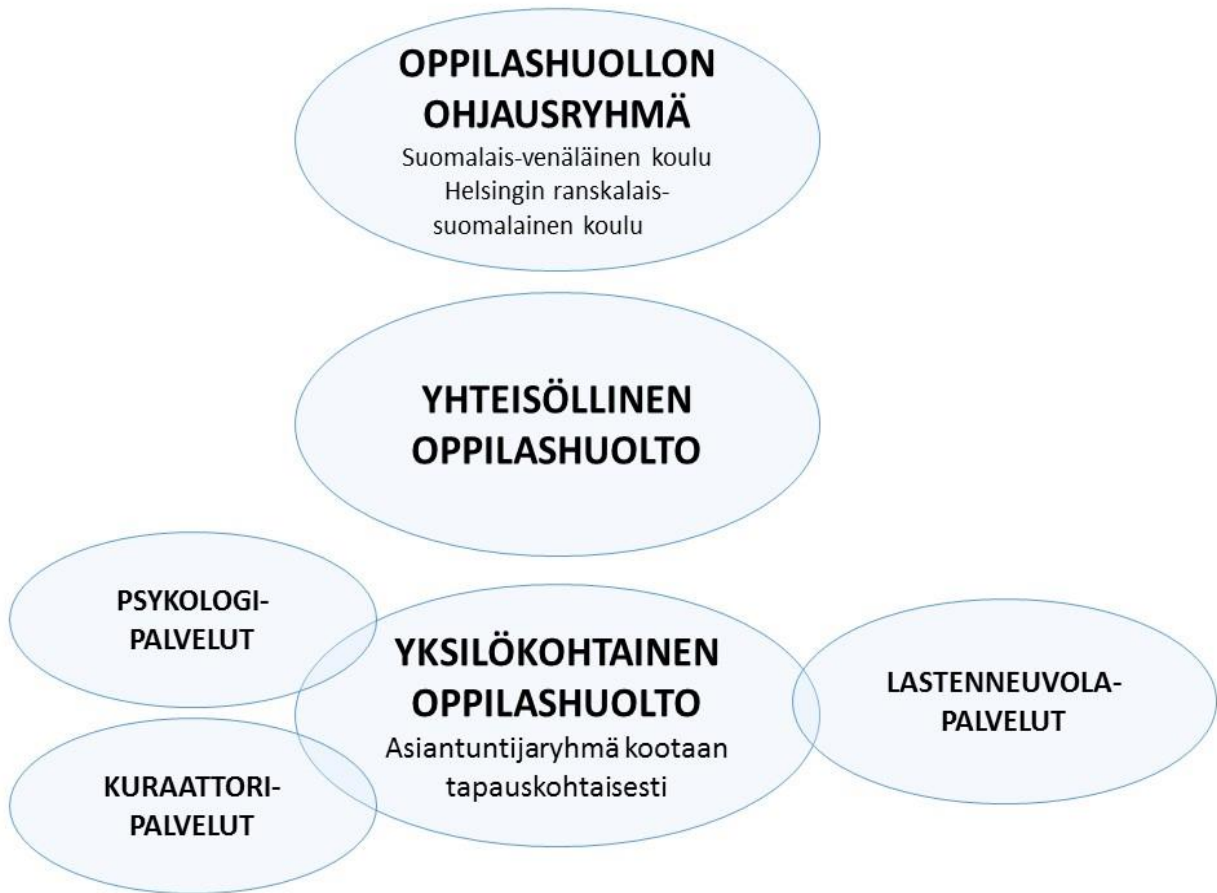 OPPILASHUOLLON
OHJAUSRYHMÄ
Suomalais-venäläinen koulu
Helsingin ranskalais-
suomalainen koulu
YHTEISÖLLINEN
OPPILASHUOLTO
PSYKOLOGI-
PALVELUT
YKSILÖKOHTAINEN
OPPILASHUOLTO
Asiantuntijaryhmä kootaan
tapauskohtaisesti
LASTENNEUVOLA-
PALVELUT
KURAATTORI-
PALVELUT